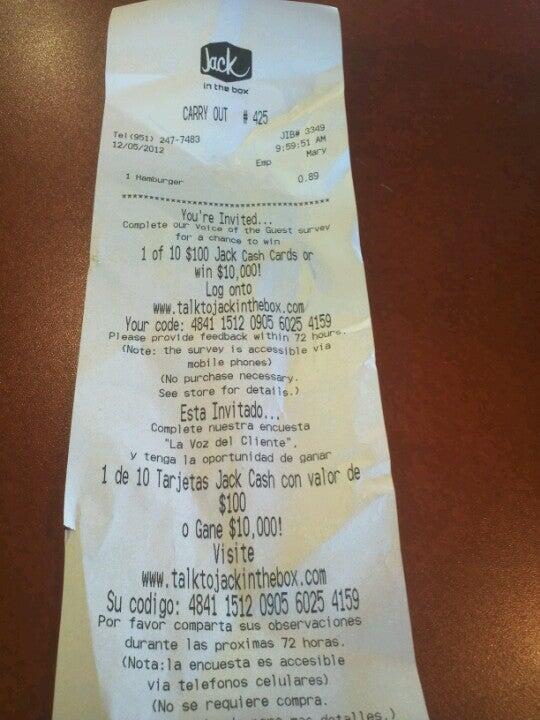 Jack
in the box
CARRY OUT # 425
Tel(951) 247-7483 JIB# 3349
12/05/2012 9:59:51 AM
Emp Mary
1 Hamburger 0.89
****************************************
You're Invited...
Complete our Voice of the Guest survey
for a chance to win
1 of 10 $100 Jack Cash Cards or
win $10,000!
Log onto
www.talktojackinthebox.com
Your code: 4841 1512 0905 6025 4159
Please provide feedback within 72 hours.
(Note: the survey is accessible via
mobile phones)
(No purchase necessary.
See store for details.)
Esta Invitado...
Complete nuestra encuesta
"La Voz del Cliente",
y tenga la oportunidad de ganar
1 de 10 Tarjetas Jack Cash con valor de
$100
o Gane $10,000!
Visite
www.talktojackinthebox.com
Su codigo: 4841 1512 0905 6025 4159
Por favor comparta sus observaciones
durante las proximas 72 horas.
(Nota:la encuesta es accesible
via telefonos celulares)
(No se requiere compra.
mas detalles.)